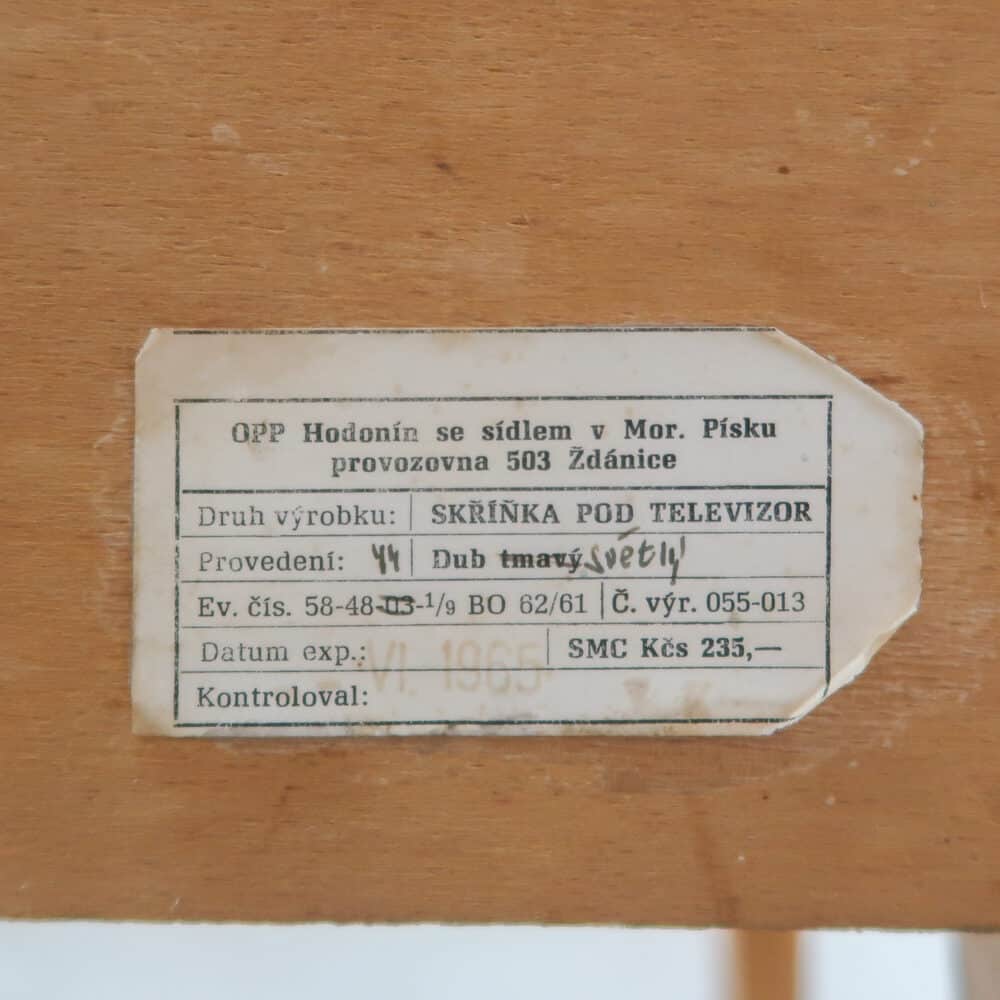 OPP Hodonín se sídlem v Mor. Písku
provozovna 503 Ždánice
Druh výrobku: SKŘÍŇKA POD TELEVIZOR
Provedení: 44 Dub tmavý světlý
Ev. čís. 58-48-03-1/9 BO 62/61 Č. výr. 055-013
Datum exp.: VI. 1965 SMC Kčs 235,—
Kontroloval: